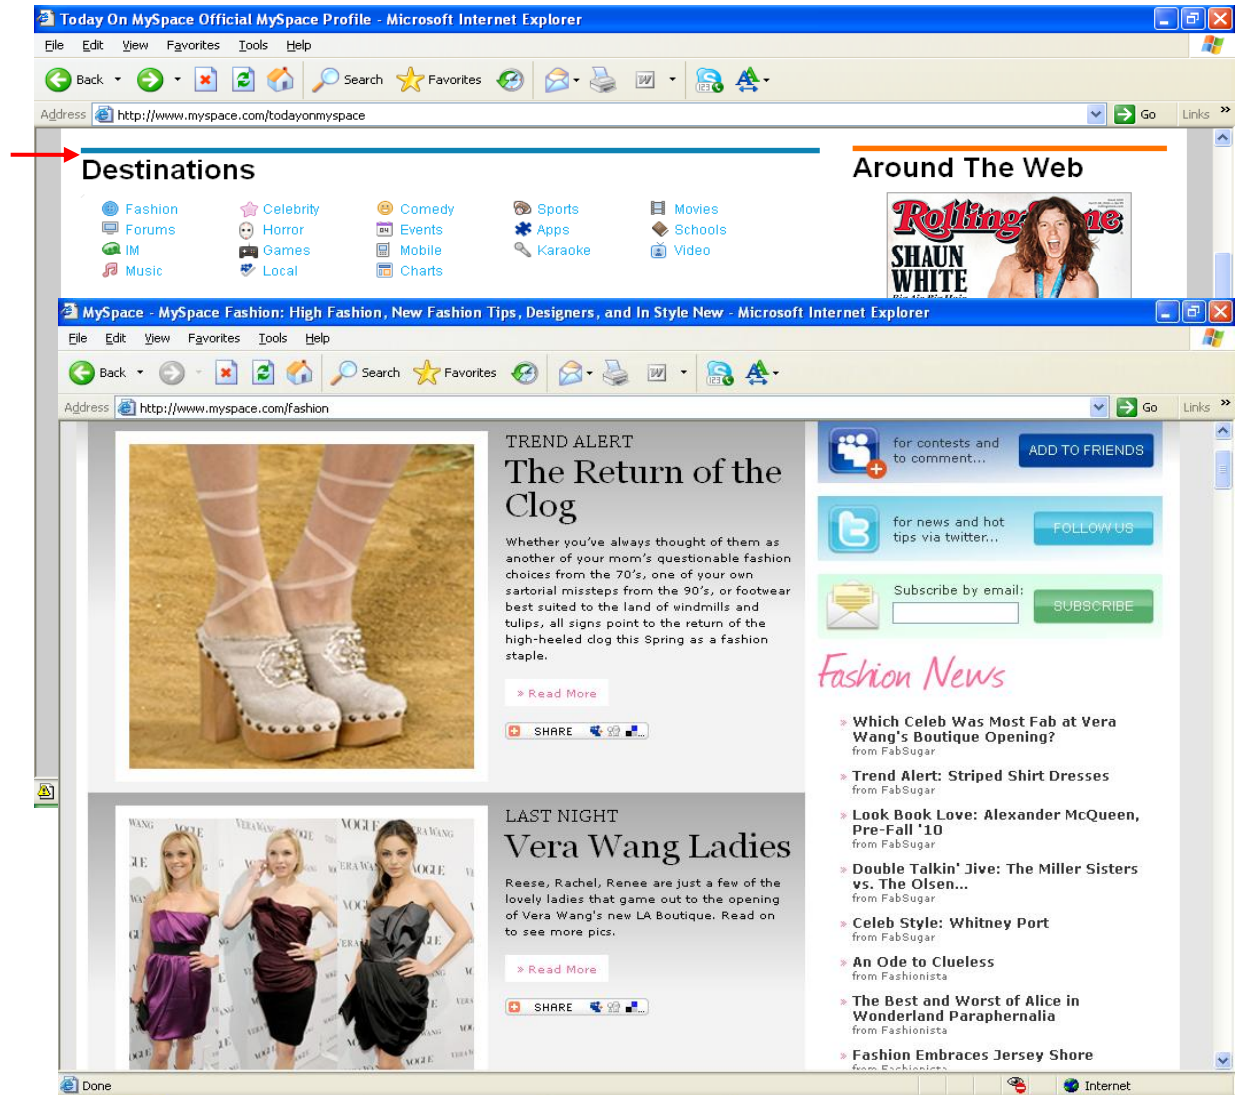 Today On MySpace Official MySpace Profile - Microsoft Internet Explorer
File Edit View Favorites Tools Help
Back Search Favorites
Address http://www.myspace.com/todayonmyspace Go Links »
Destinations
Fashion Celebrity Comedy Sports Movies
Forums Horror Events Apps Schools
IM Games Mobile Karaoke Video
Music Local Charts
Around The Web
Rolling Stone
SHAUN
WHITE
MySpace - MySpace Fashion: High Fashion, New Fashion Tips, Designers, and In Style New - Microsoft Internet Explorer
File Edit View Favorites Tools Help
Back Search Favorites
Address http://www.myspace.com/fashion Go Links »
TREND ALERT
The Return of the
Clog
Whether you've always thought of them as
another of your mom's questionable fashion
choices from the 70's, one of your own
sartorial missteps from the 90's, or footwear
best suited to the land of windmills and
tulips, all signs point to the return of the
high-heeled clog this Spring as a fashion
staple.
» Read More
SHARE
LAST NIGHT
Vera Wang Ladies
Reese, Rachel, Renee are just a few of the
lovely ladies that game out to the opening
of Vera Wang's new LA Boutique. Read on
to see more pics.
» Read More
SHARE
for contests and
to comment...
ADD TO FRIENDS
for news and hot
tips via twitter...
FOLLOW US
Subscribe by email:
SUBSCRIBE
Fashion News
» Which Celeb Was Most Fab at Vera
Wang's Boutique Opening?
from FabSugar
» Trend Alert: Striped Shirt Dresses
from FabSugar
» Look Book Love: Alexander McQueen,
Pre-Fall '10
from FabSugar
» Double Talkin' Jive: The Miller Sisters
vs. The Olsen...
from FabSugar
» Celeb Style: Whitney Port
from FabSugar
» An Ode to Clueless
from Fashionista
» The Best and Worst of Alice in
Wonderland Paraphernalia
from Fashionista
» Fashion Embraces Jersey Shore
from Fashionista
Done Internet